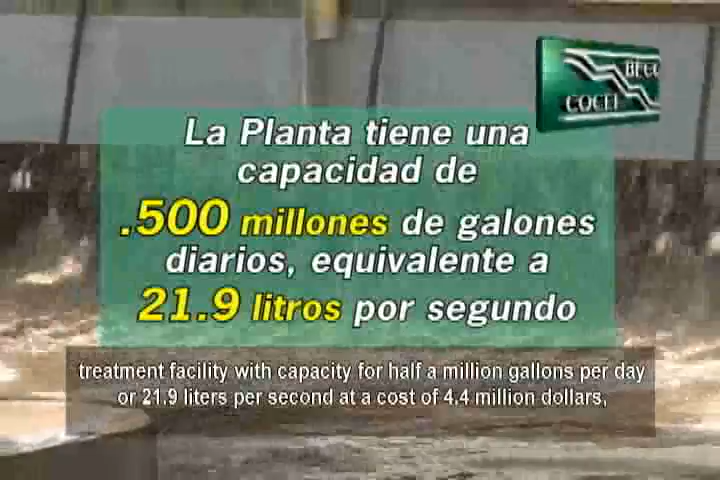 BECC
COCEF
La Planta tiene una
capacidad de
.500 millones de galones
diarios, equivalente a
21.9 litros por segundo
treatment facility with capacity for half a million gallons per day
or 21.9 liters per second at a cost of 4.4 million dollars,